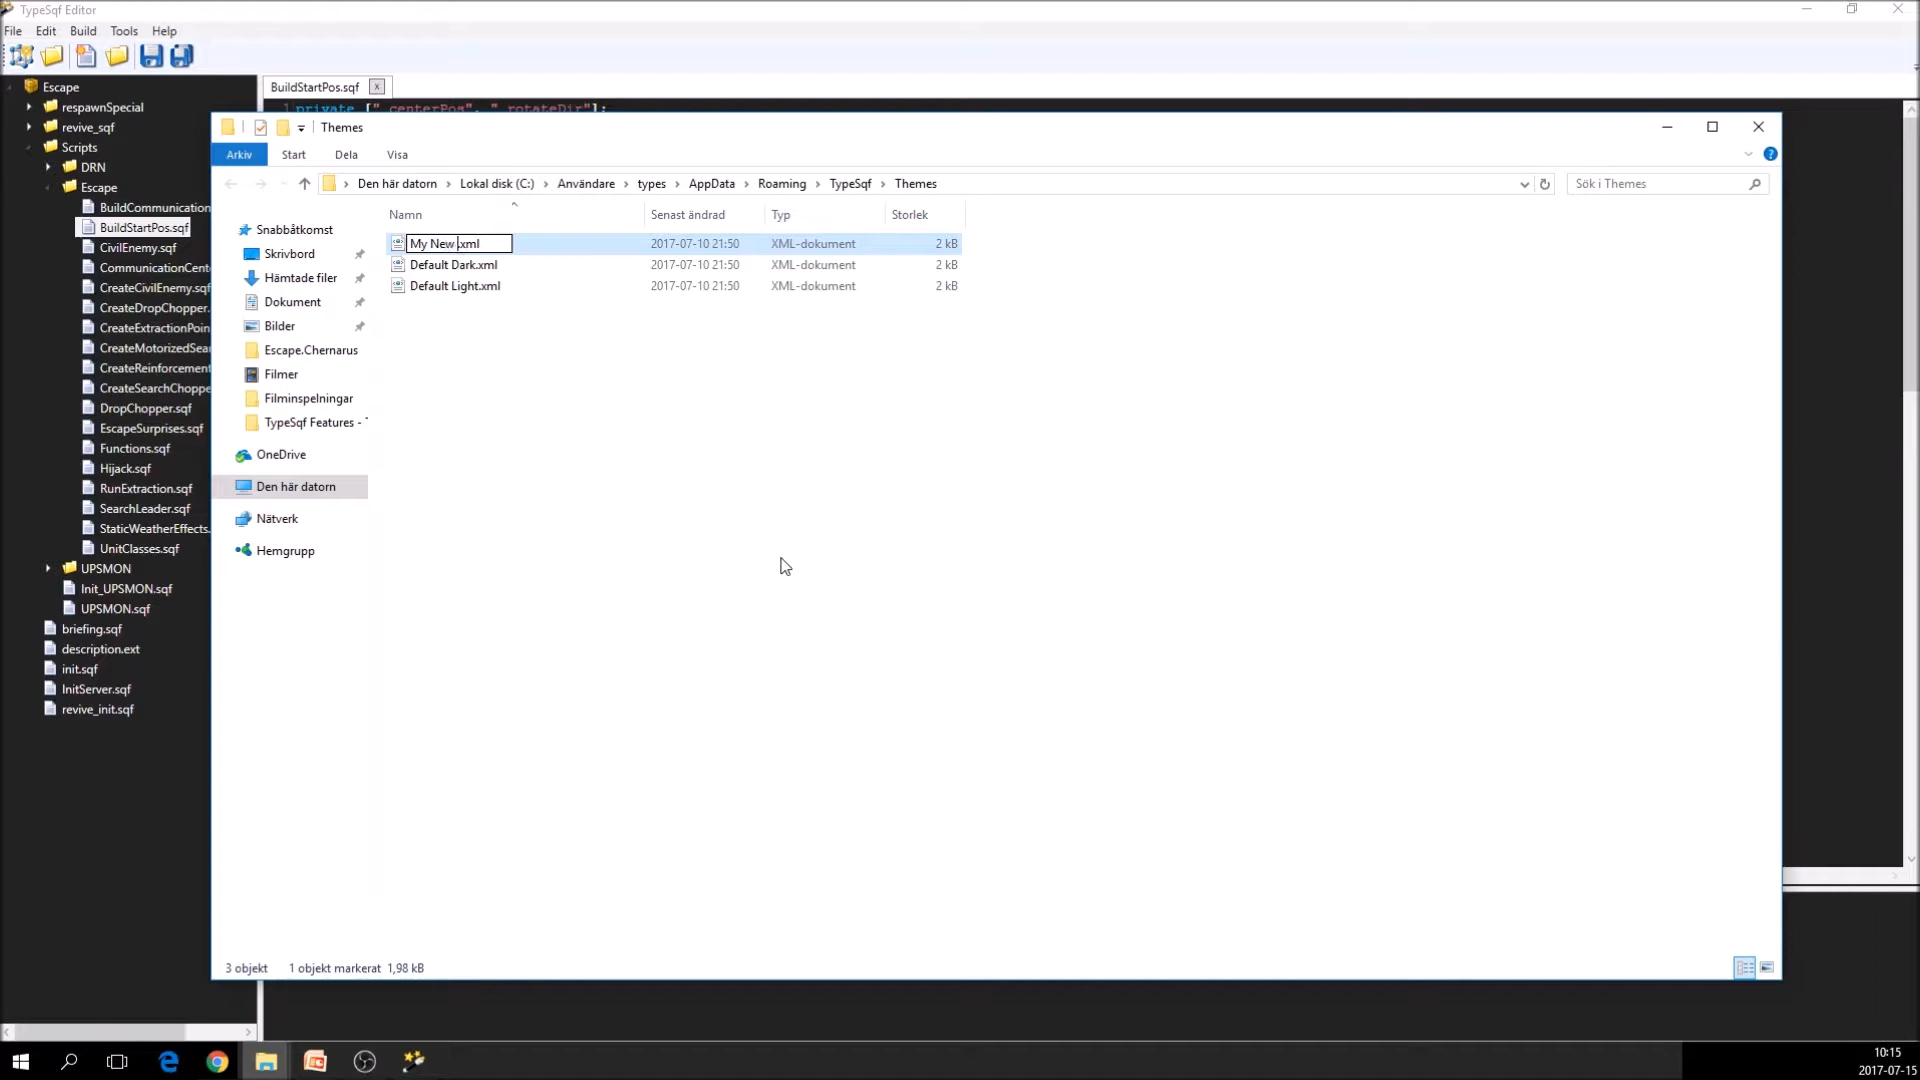 TypeSqf Editor
File Edit Build Tools Help
Escape
respawnSpecial
revive_sqf
Scripts
DRN
Escape
BuildCommunication
BuildStartPos.sqf
CivilEnemy.sqf
CommunicationCent
CreateCivilEnemy.sqf
CreateDropChopper.
CreateExtractionPoin
CreateMotorizedSear
CreateReinforcement
CreateSearchChoppe
DropChopper.sqf
EscapeSurprises.sqf
Functions.sqf
Hijack.sqf
RunExtraction.sqf
SearchLeader.sqf
StaticWeatherEffects.
UnitClasses.sqf
UPSMON
Init_UPSMON.sqf
UPSMON.sqf
briefing.sqf
description.ext
init.sqf
InitServer.sqf
revive_init.sqf
BuildStartPos.sqf x
1 private ["_centerPos", "_rotateDir"];
Themes
Arkiv Start Dela Visa
Den här datorn Lokal disk (C:) Användare types AppData Roaming TypeSqf Themes
Sök i Themes
Namn Senast ändrad Typ Storlek
My New .xml 2017-07-10 21:50 XML-dokument 2 kB
Default Dark.xml 2017-07-10 21:50 XML-dokument 2 kB
Default Light.xml 2017-07-10 21:50 XML-dokument 2 kB
Snabbåtkomst
Skrivbord
Hämtade filer
Dokument
Bilder
Escape.Chernarus
Filmer
Filminspelningar
TypeSqf Features -
OneDrive
Den här datorn
Nätverk
Hemgrupp
3 objekt 1 objekt markerat 1,98 kB
10:15
2017-07-15